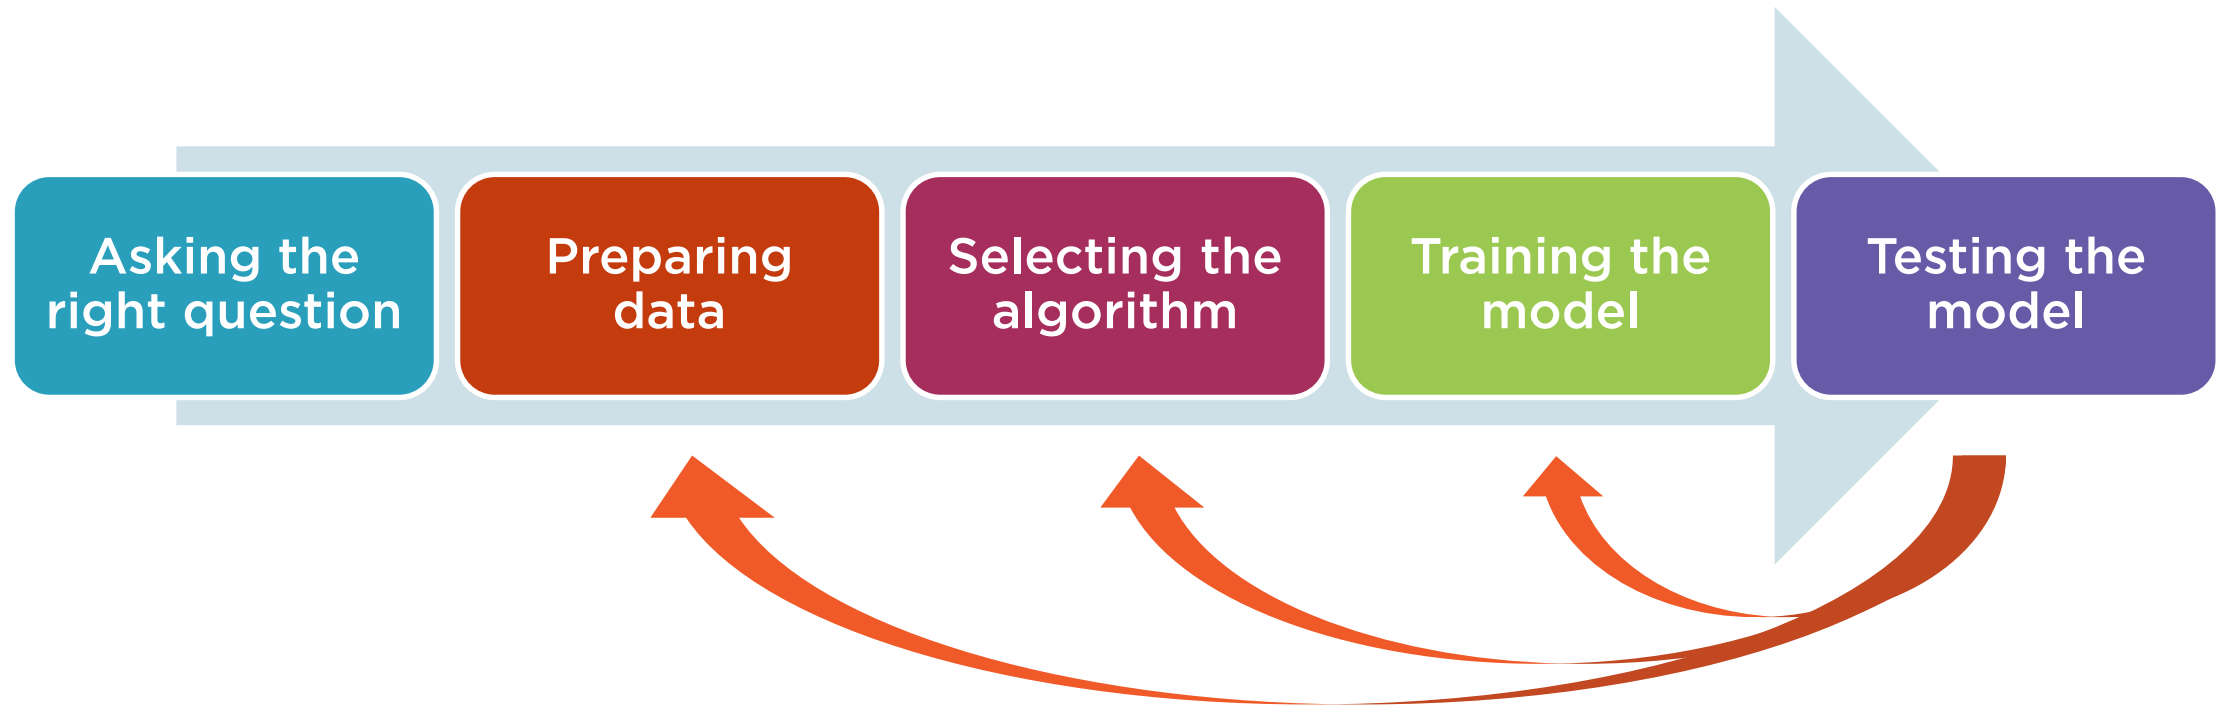 Asking the
right question
Preparing
data
Selecting the
algorithm
Training the
model
Testing the
model